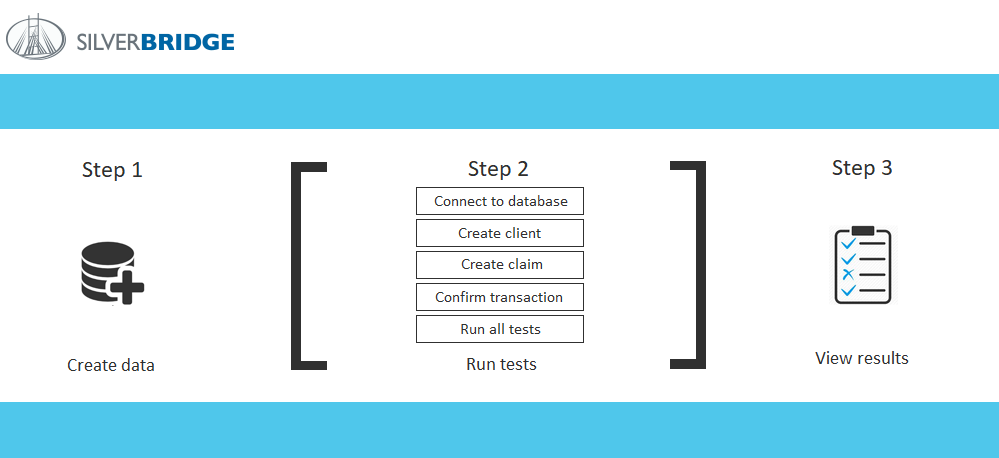 SILVERBRIDGE
Step 1
Create data
Step 2
Connect to database
Create client
Create claim
Confirm transaction
Run all tests
Run tests
Step 3
View results